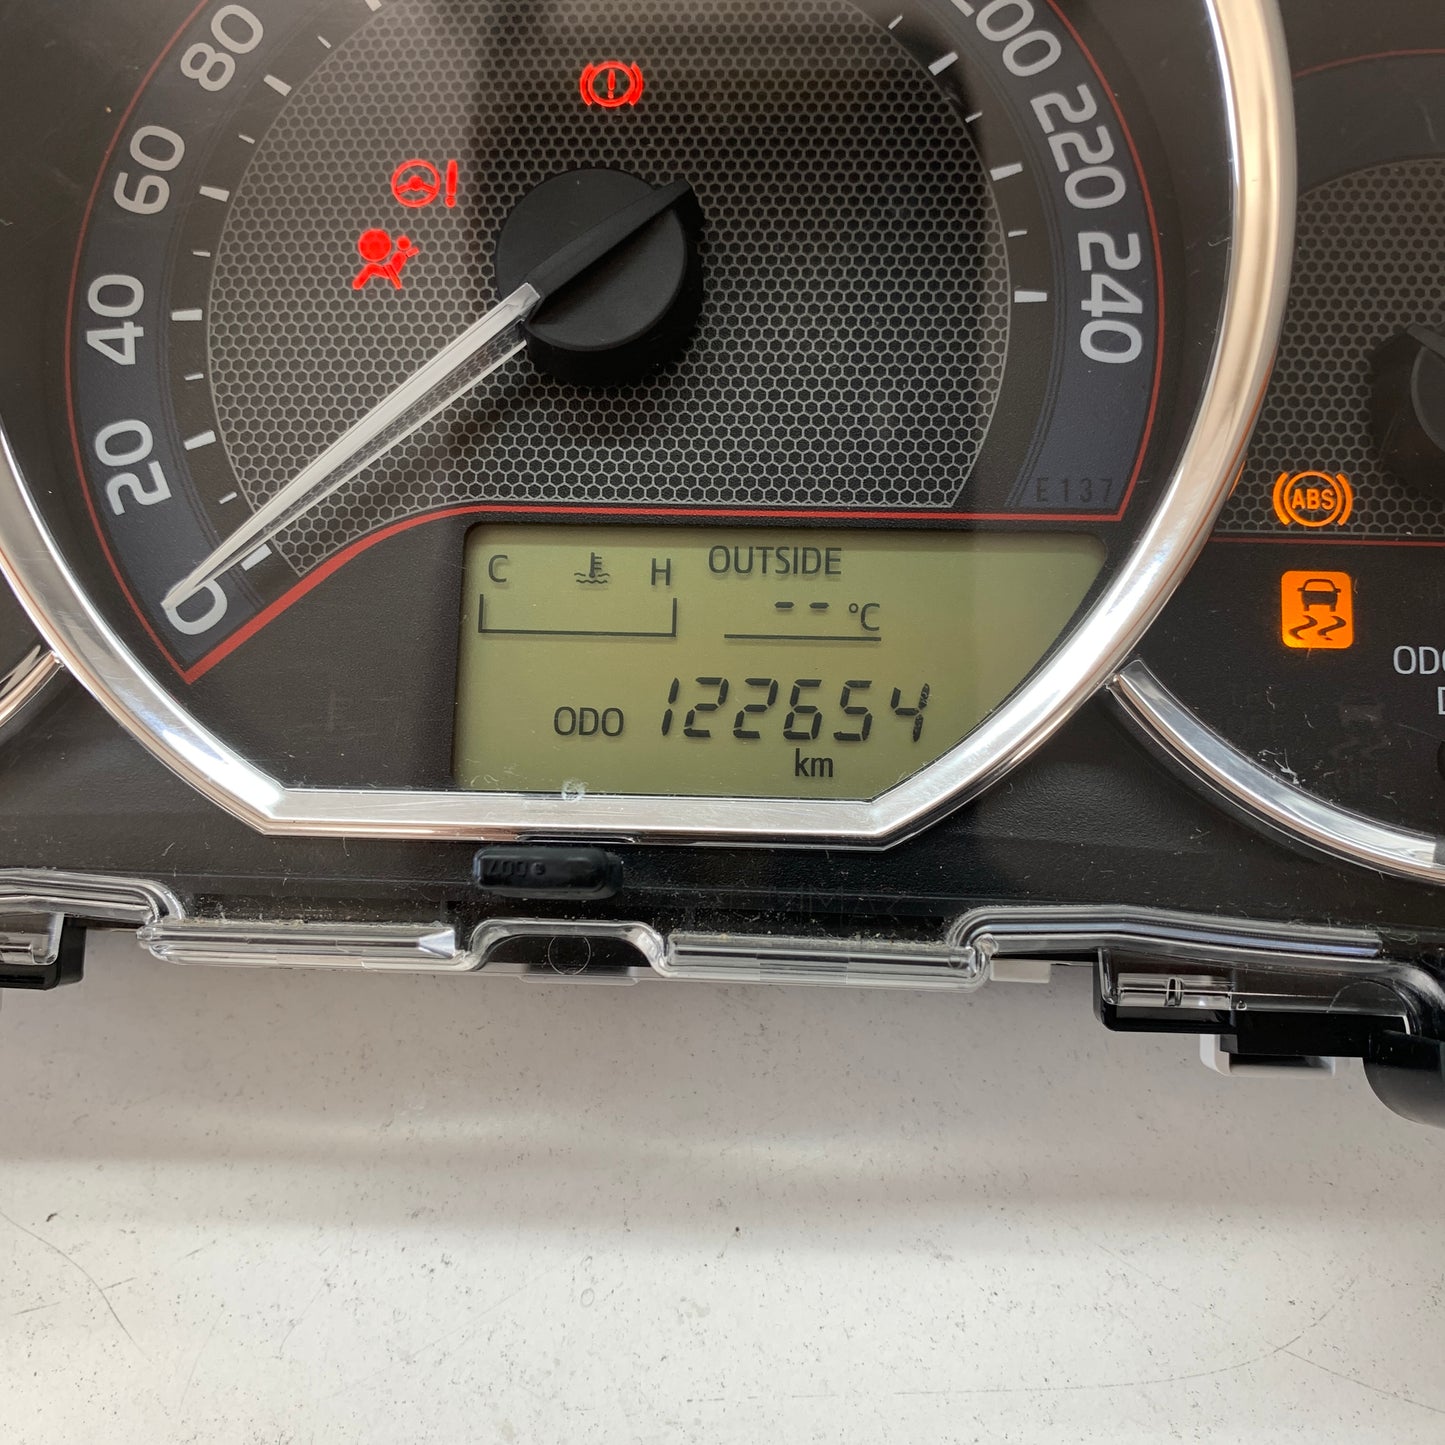 80
200
60
220
40
240
20
0
E137
ABS
C H OUTSIDE
-- °C
ODO 122654
km